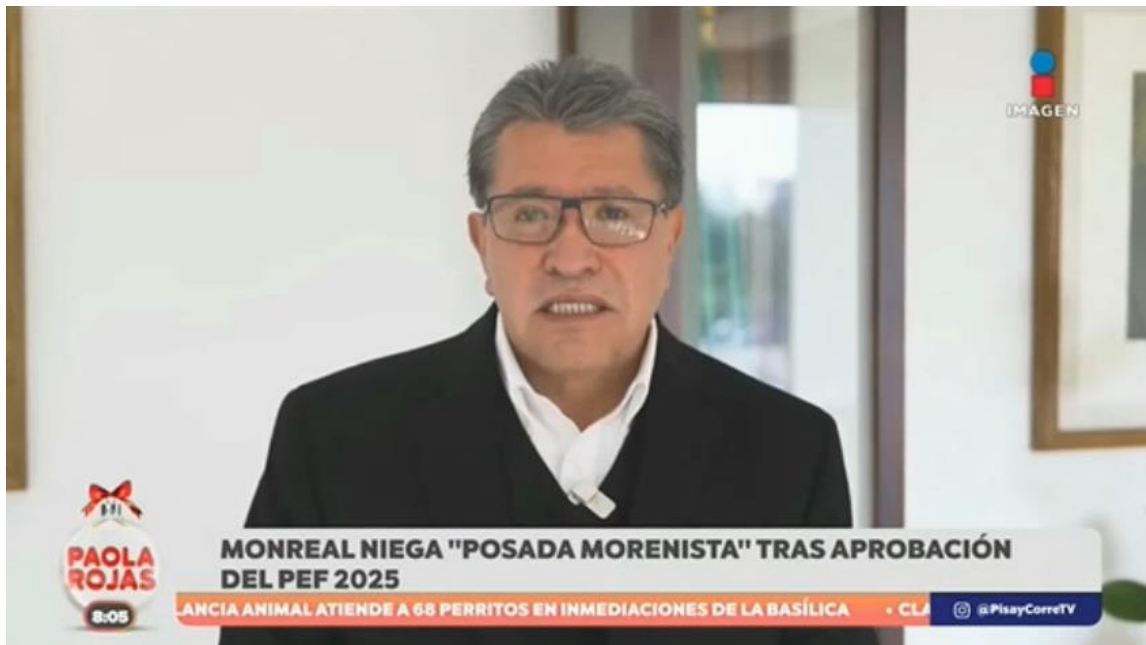 IMAGEN
PAOLA
ROJAS
8:05
MONREAL NIEGA "POSADA MORENISTA" TRAS APROBACIÓN
DEL PEF 2025
LANCIA ANIMAL ATIENDE A 68 PERRITOS EN INMEDIACIONES DE LA BASÍLICA • CLA
@PisayCorreTV